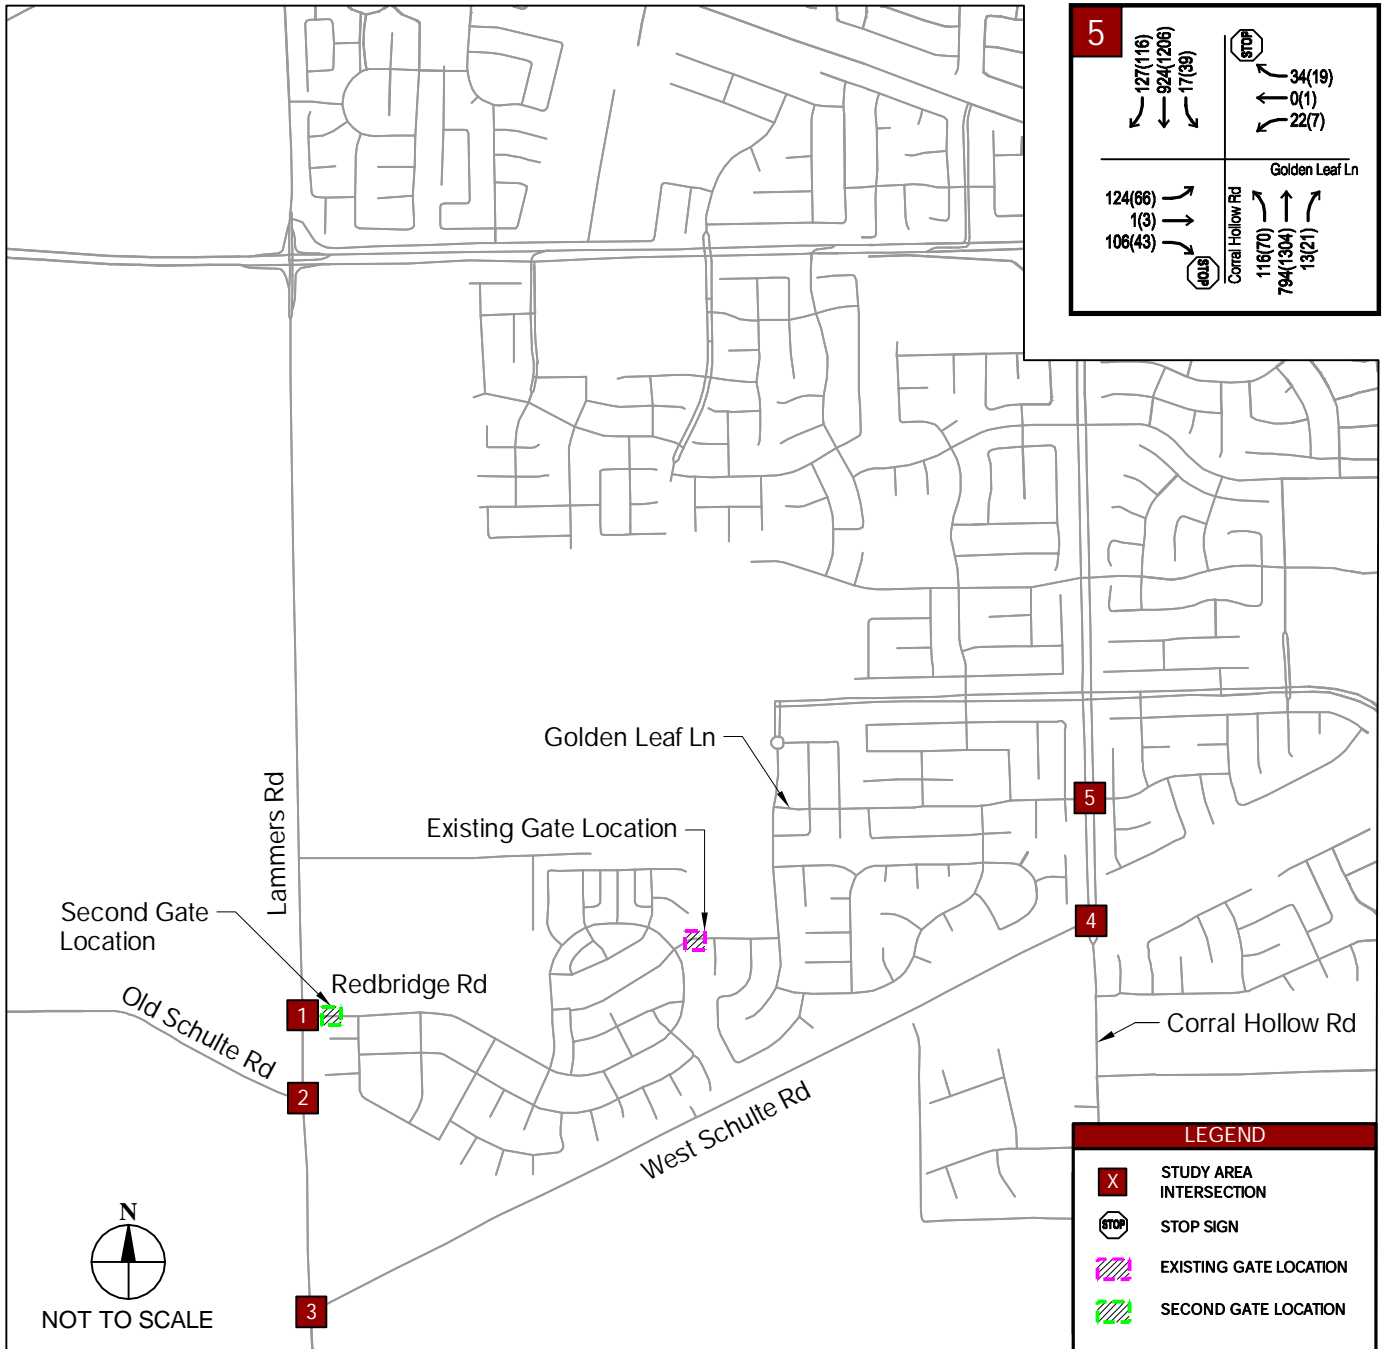 5
127(116)
924(1206)
17(39)
STOP
34(19)
0(1)
22(7)
Golden Leaf Ln
124(66)
1(3)
106(43)
STOP
Corral Hollow Rd
116(70)
794(1304)
13(21)
Golden Leaf Ln
Lammers Rd
5
Existing Gate Location
Second Gate
Location
4
Redbridge Rd
Old Schulte Rd
1
Corral Hollow Rd
2
West Schulte Rd
LEGEND
X
STUDY AREA
INTERSECTION
STOP
STOP SIGN
EXISTING GATE LOCATION
SECOND GATE LOCATION
N
NOT TO SCALE
3